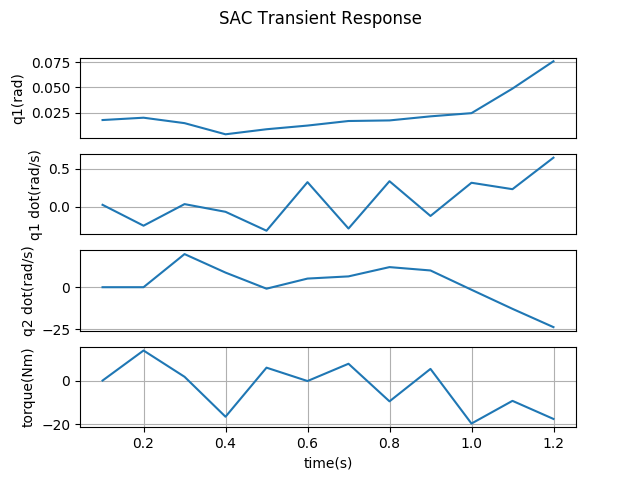 SAC Transient Response
0.075
0.050
0.025
q1(rad)
0.5
0.0
q1 dot(rad/s)
0
−25
q2 dot(rad/s)
0
−20
torque(Nm)
0.2 0.4 0.6 0.8 1.0 1.2
time(s)